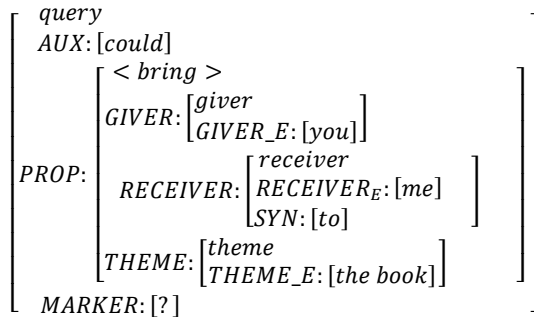 query
AUX: [could]
< bring >
GIVER: [giver
GIVER_E: [you]]
PROP:
RECEIVER: [receiver
RECEIVER_E: [me]
SYN: [to]]
THEME: [theme
THEME_E: [the book]]
MARKER: [?]